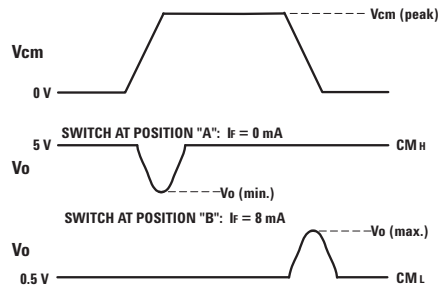 Vcm (peak)
Vcm
0 V
SWITCH AT POSITION "A": IF = 0 mA
5 V
CMH
Vo
Vo (min.)
SWITCH AT POSITION "B": IF = 8 mA
Vo
Vo (max.)
0.5 V
CML